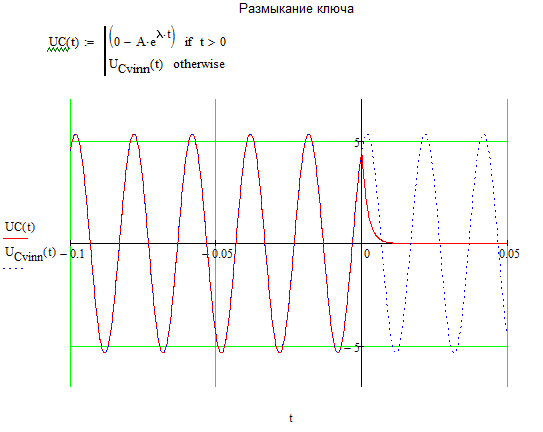 Размыкание ключа
UC(t) := (0 − A·e^λ·t) if t > 0
U_Cvinn(t) otherwise
5
UC(t)
U_Cvinn(t)
−0.1 −0.05 0 0.05
−5
t